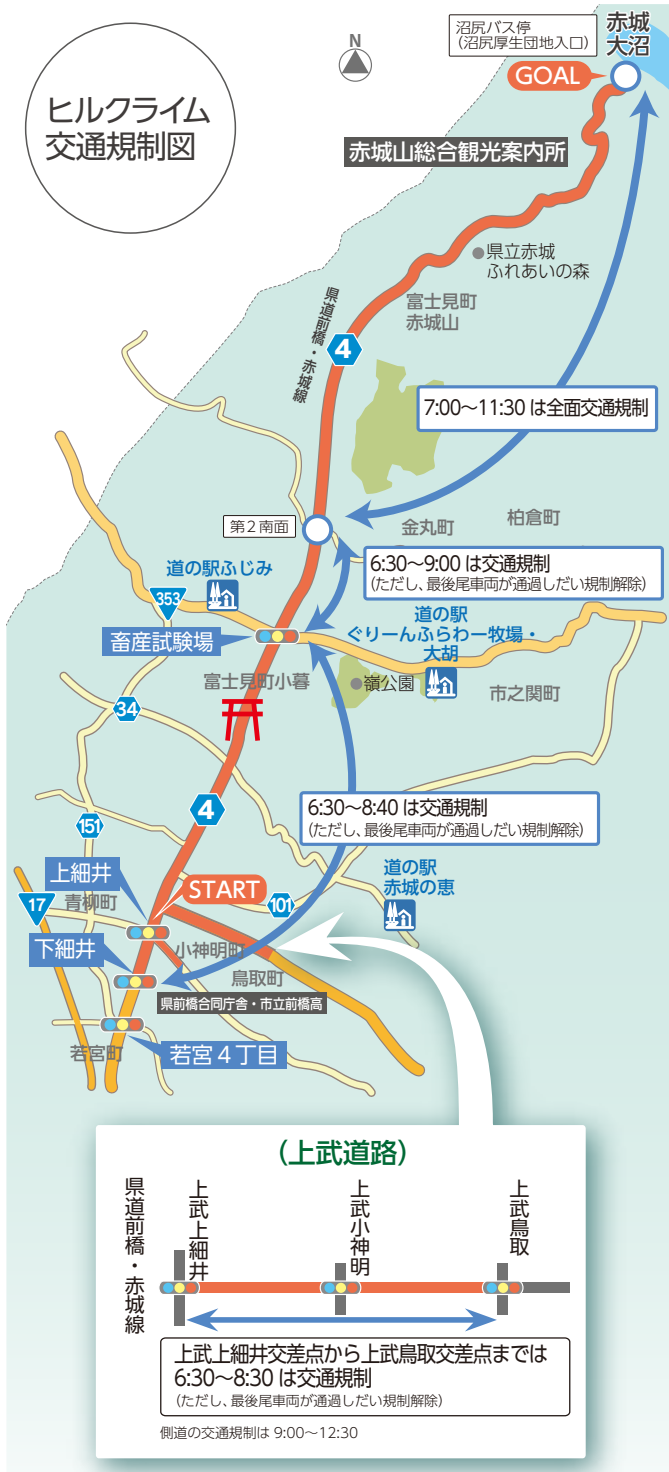 沼尻バス停
(沼尻厚生団地入口)
赤城
大沼
N
GOAL
ヒルクライム
交通規制図
赤城山総合観光案内所
県立赤城
ふれあいの森
富士見町
赤城山
県道前橋・赤城線
4
7:00〜11:30 は全面交通規制
第2南面
金丸町
柏倉町
6:30〜9:00 は交通規制
(ただし、最後尾車両が通過しだい規制解除)
道の駅ふじみ
353
畜産試験場
道の駅
ぐりーんふらわー牧場・
大胡
富士見町小暮
嶺公園
市之関町
34
4
6:30〜8:40 は交通規制
(ただし、最後尾車両が通過しだい規制解除)
151
道の駅
赤城の恵
上細井
START
青柳町
17
101
下細井
小神明町
鳥取町
県前橋合同庁舎・市立前橋高
若宮町
若宮4丁目
(上武道路)
県道前橋・赤城線
上武上細井
上武小神明
上武鳥取
上武上細井交差点から上武鳥取交差点までは
6:30〜8:30 は交通規制
(ただし、最後尾車両が通過しだい規制解除)
側道の交通規制は 9:00〜12:30